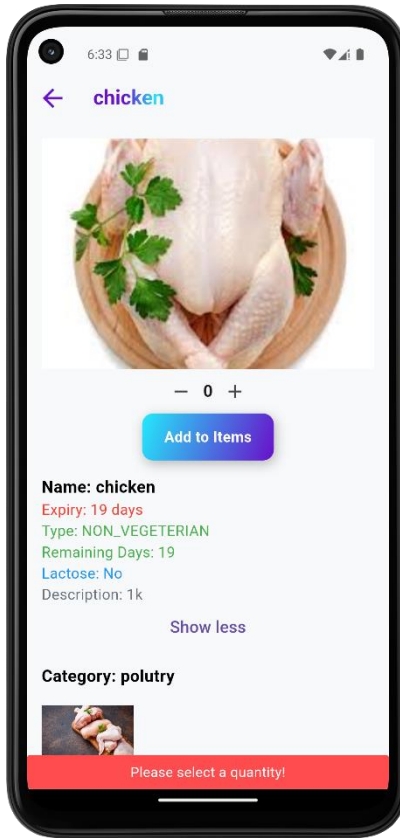 6:33
chicken
0
Add to Items
Name: chicken
Expiry: 19 days
Type: NON_VEGETERIAN
Remaining Days: 19
Lactose: No
Description: 1k
Show less
Category: polutry
Please select a quantity!